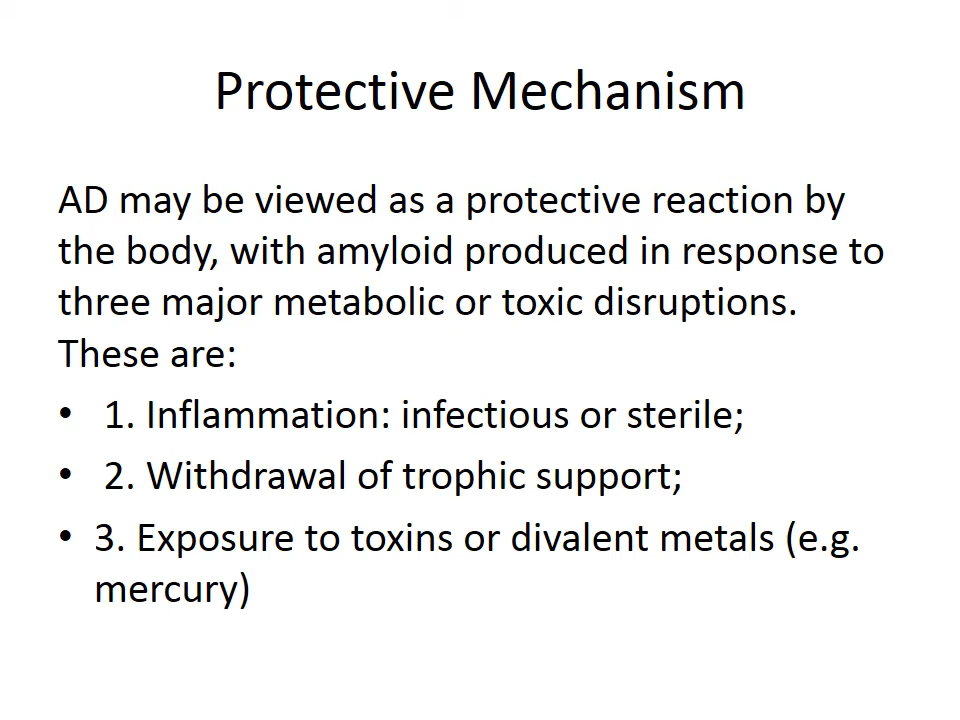 Protective Mechanism
AD may be viewed as a protective reaction by
the body, with amyloid produced in response to
three major metabolic or toxic disruptions.
These are:
• 1. Inflammation: infectious or sterile;
• 2. Withdrawal of trophic support;
• 3. Exposure to toxins or divalent metals (e.g.
mercury)